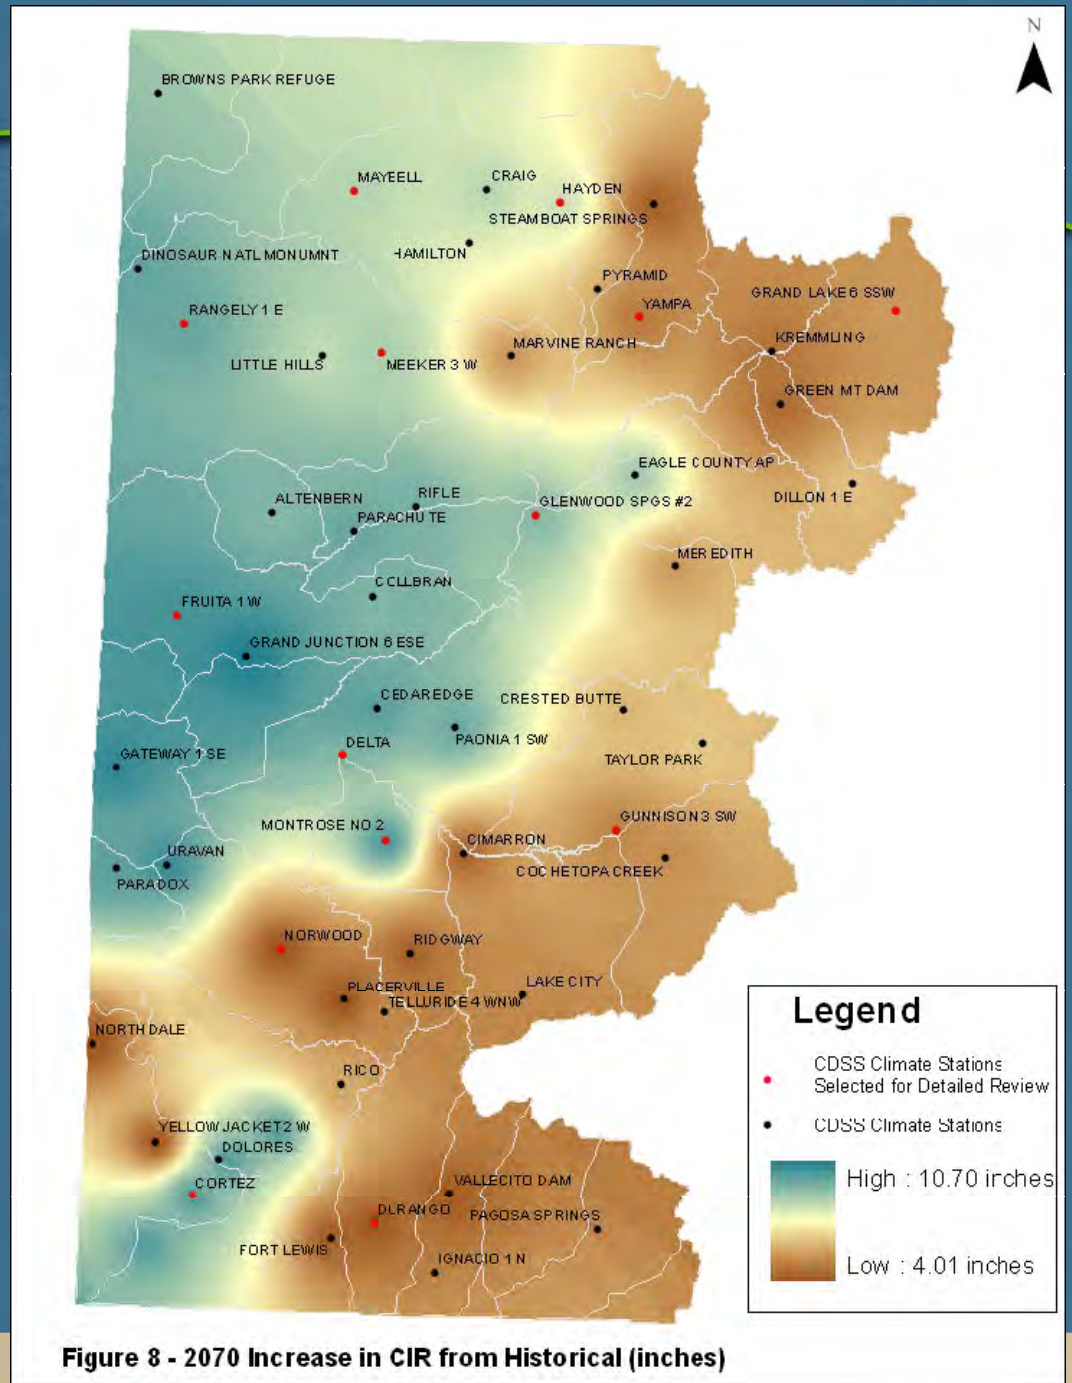 N
BROWNS PARK REFUGE
MAYEELL
CRAIG
HAYDEN
STEAMBOAT SPRINGS
HAMILTON
DINOSAUR NATL MONUMNT
PYRAMID
GRAND LAKE 6 SSW
YAMPA
RANGELY 1 E
KREMMLING
MARVINE RANCH
LITTLE HILLS
MEEKER 3 W
GREEN MT DAM
EAGLE COUNTY AP
ALTENBERN
RIFLE
GLENWOOD SPGS #2
DILLON 1 E
PARACHUTE
MEREDITH
COLLBRAN
FRUITA 1 W
GRAND JUNCTION 6 ESE
CEDAREDGE
CRESTED BUTTE
PAONIA 1 SW
DELTA
GATEWAY 1 SE
TAYLOR PARK
GUNNISON 3 SW
MONTROSE NO 2
CIMARRON
URAVAN
COCHETOPA CREEK
PARADOX
NORWOOD
RIDGWAY
LAKE CITY
PLACERVILLE
TELLURIDE 4 WNW
NORTHDALE
RICO
YELLOW JACKET 2 W
DOLORES
CORTEZ
VALLECITO DAM
DURANGO
PAGOSA SPRINGS
FORT LEWIS
IGNACIO 1 N
Legend
CDSS Climate Stations
Selected for Detailed Review
CDSS Climate Stations
High : 10.70 inches
Low : 4.01 inches
Figure 8 - 2070 Increase in CIR from Historical (inches)